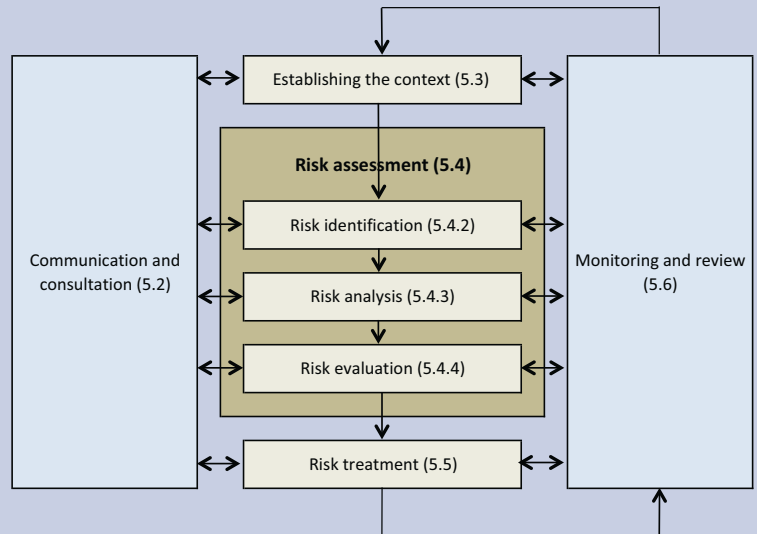 Establishing the context (5.3)
Risk assessment (5.4)
Risk identification (5.4.2)
Communication and
consultation (5.2)
Monitoring and review
(5.6)
Risk analysis (5.4.3)
Risk evaluation (5.4.4)
Risk treatment (5.5)